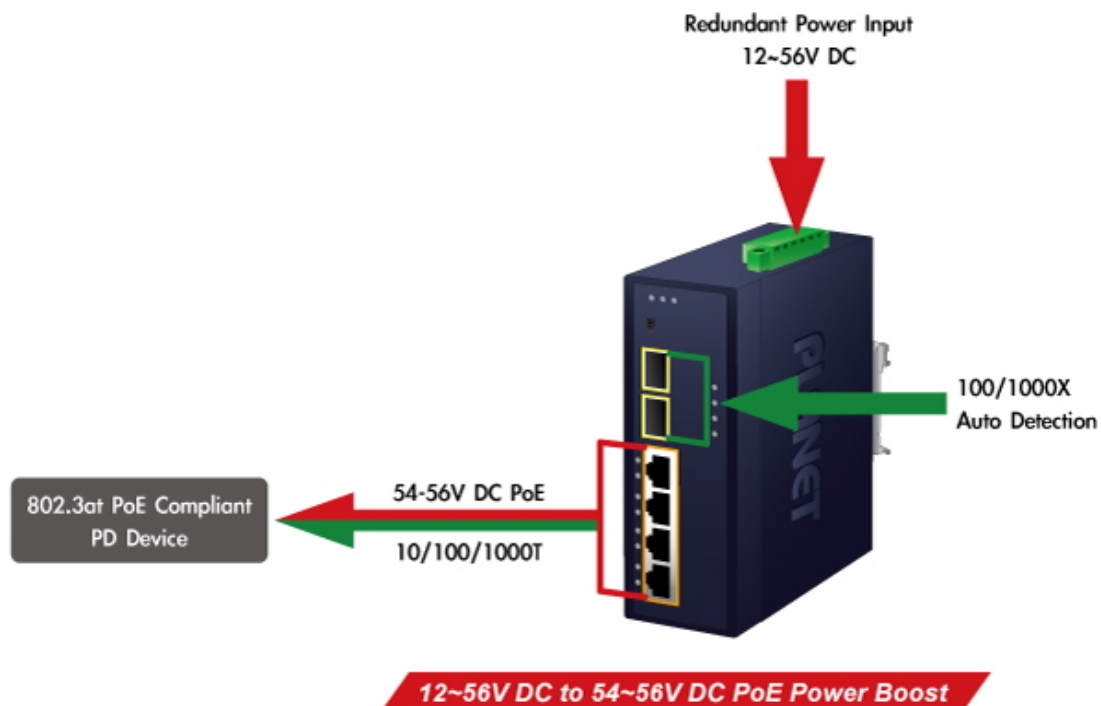 Redundant Power Input
12~56V DC
PLANET
100/1000X
Auto Detection
54-56V DC PoE
10/100/1000T
802.3at PoE Compliant
PD Device
12~56V DC to 54~56V DC PoE Power Boost